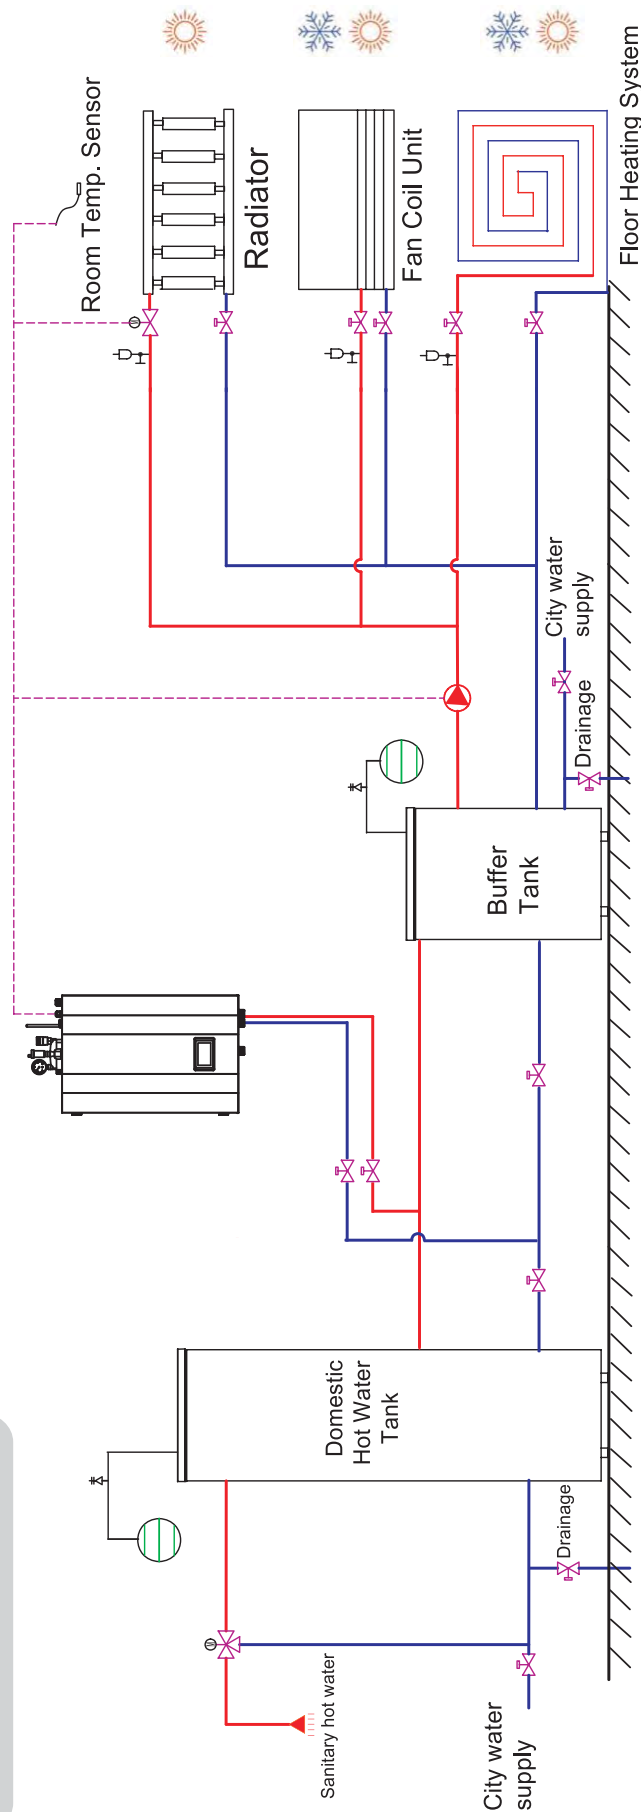 Room Temp. Sensor
Radiator
Fan Coil Unit
Floor Heating System
City water
supply
Drainage
Buffer
Tank
Domestic
Hot Water
Tank
Drainage
Sanitary hot water
City water
supply